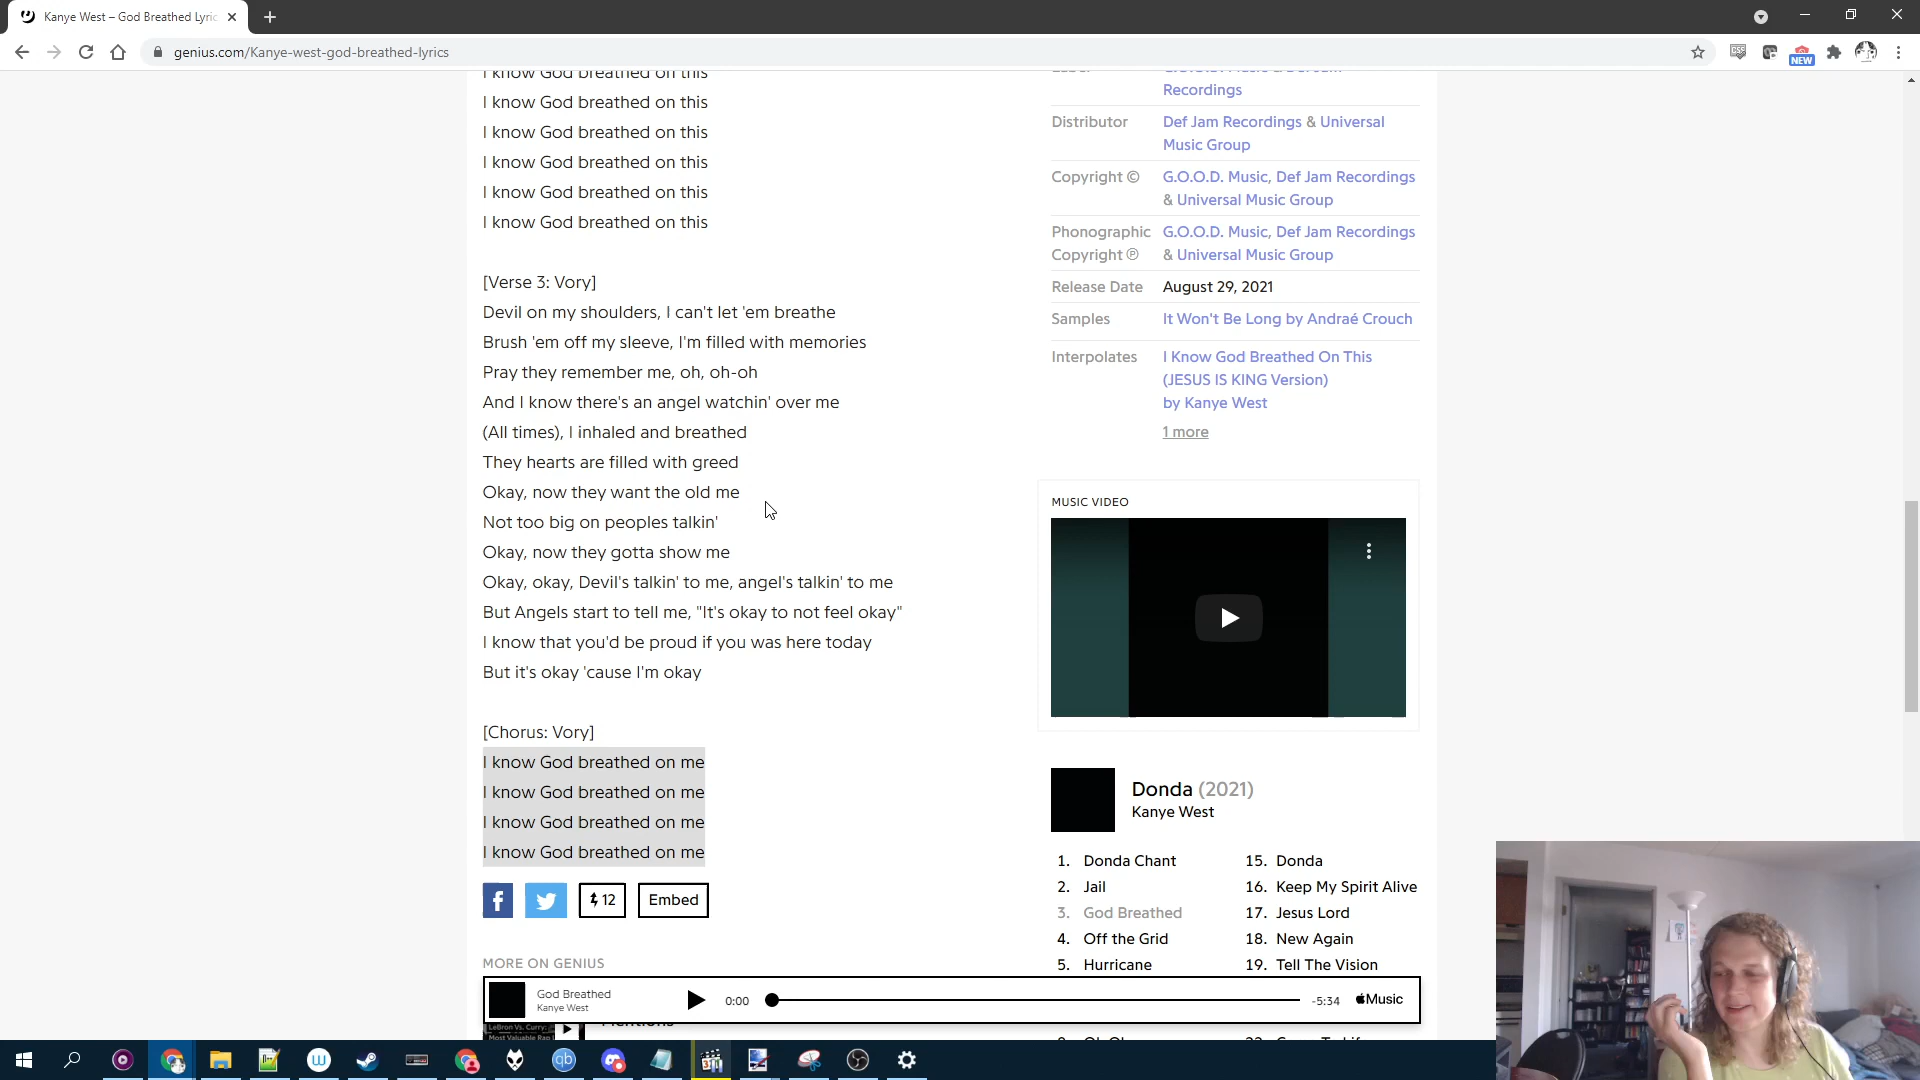 Kanye West – God Breathed Lyric
genius.com/Kanye-west-god-breathed-lyrics
NEW
I know God breathed on this
I know God breathed on this
I know God breathed on this
I know God breathed on this
I know God breathed on this
I know God breathed on this
[Verse 3: Vory]
Devil on my shoulders, I can't let 'em breathe
Brush 'em off my sleeve, I'm filled with memories
Pray they remember me, oh, oh-oh
And I know there's an angel watchin' over me
(All times), I inhaled and breathed
They hearts are filled with greed
Okay, now they want the old me
Not too big on peoples talkin'
Okay, now they gotta show me
Okay, okay, Devil's talkin' to me, angel's talkin' to me
But Angels start to tell me, "It's okay to not feel okay"
I know that you'd be proud if you was here today
But it's okay 'cause I'm okay
[Chorus: Vory]
I know God breathed on me
I know God breathed on me
I know God breathed on me
I know God breathed on me
12
Embed
MORE ON GENIUS
Recordings
Distributor Def Jam Recordings & Universal
Music Group
Copyright © G.O.O.D. Music, Def Jam Recordings
& Universal Music Group
Phonographic G.O.O.D. Music, Def Jam Recordings
Copyright ℗ & Universal Music Group
Release Date August 29, 2021
Samples It Won't Be Long by Andraé Crouch
Interpolates I Know God Breathed On This
(JESUS IS KING Version)
by Kanye West
1 more
MUSIC VIDEO
Donda (2021)
Kanye West
1. Donda Chant
2. Jail
3. God Breathed
4. Off the Grid
5. Hurricane
15. Donda
16. Keep My Spirit Alive
17. Jesus Lord
18. New Again
19. Tell The Vision
God Breathed
Kanye West
0:00
-5:34
Music
LeBron Vs. Curry:
Most Valuable Rap